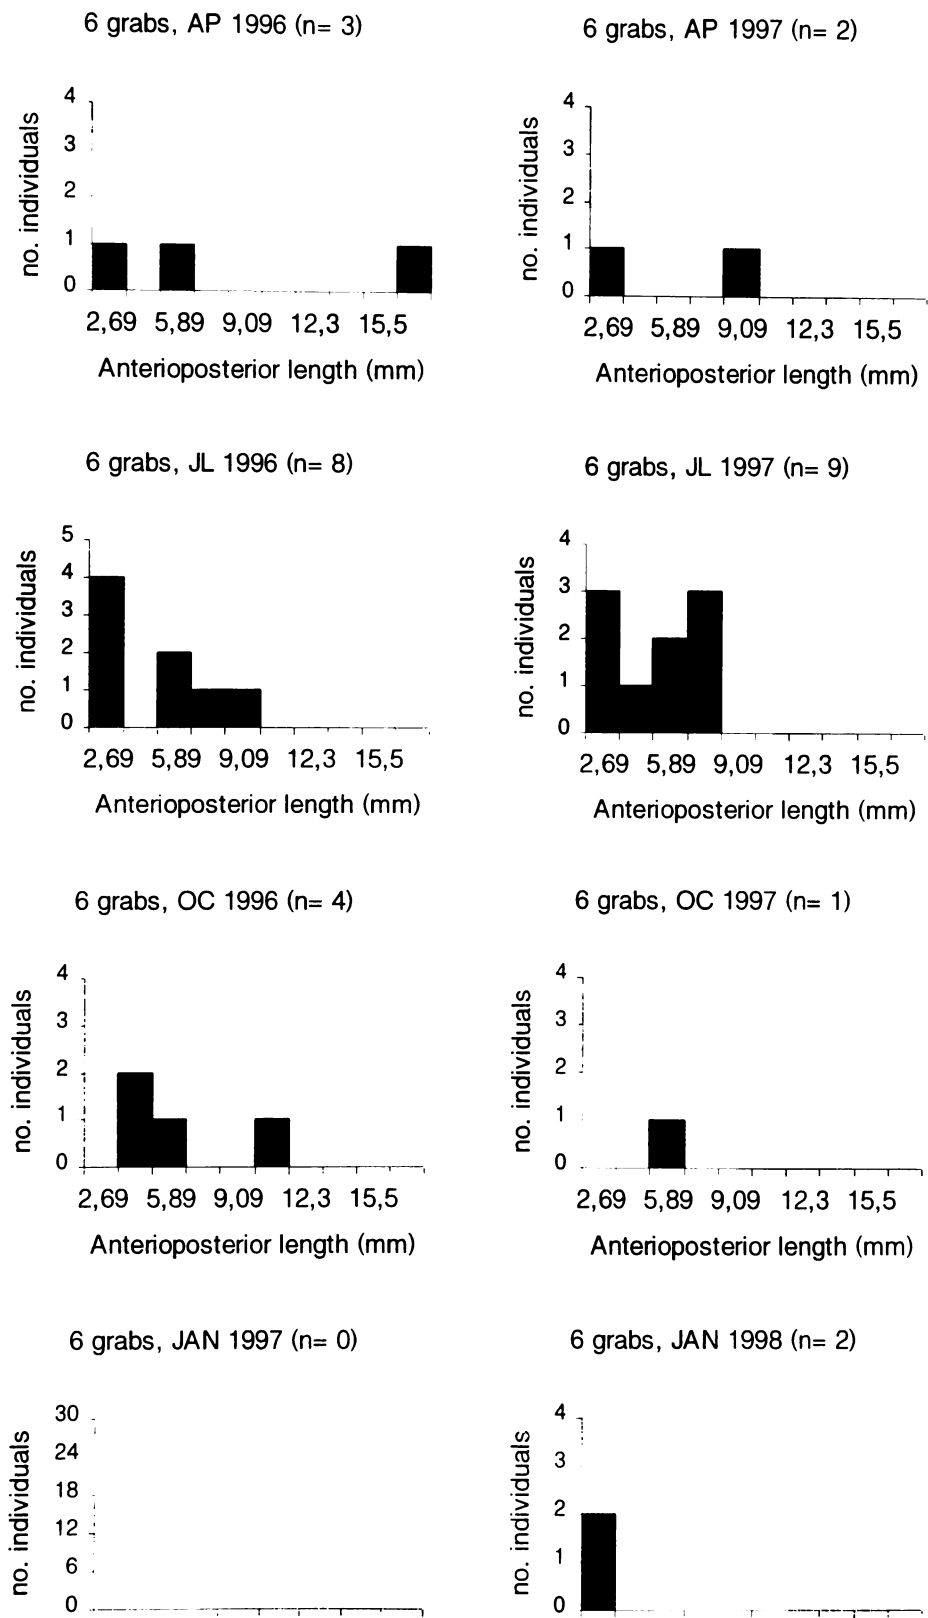 6 grabs, AP 1996 (n= 3)
no. individuals
4
3
2
1
0
2,69 5,89 9,09 12,3 15,5
Anterioposterior length (mm)
6 grabs, AP 1997 (n= 2)
no. individuals
4
3
2
1
0
2,69 5,89 9,09 12,3 15,5
Anterioposterior length (mm)
6 grabs, JL 1996 (n= 8)
no. individuals
5
4
3
2
1
0
2,69 5,89 9,09 12,3 15,5
Anterioposterior length (mm)
6 grabs, JL 1997 (n= 9)
no. individuals
4
3
2
1
0
2,69 5,89 9,09 12,3 15,5
Anterioposterior length (mm)
6 grabs, OC 1996 (n= 4)
no. individuals
4
3
2
1
0
2,69 5,89 9,09 12,3 15,5
Anterioposterior length (mm)
6 grabs, OC 1997 (n= 1)
no. individuals
4
3
2
1
0
2,69 5,89 9,09 12,3 15,5
Anterioposterior length (mm)
6 grabs, JAN 1997 (n= 0)
no. individuals
30
24
18
12
6
0
6 grabs, JAN 1998 (n= 2)
no. individuals
4
3
2
1
0